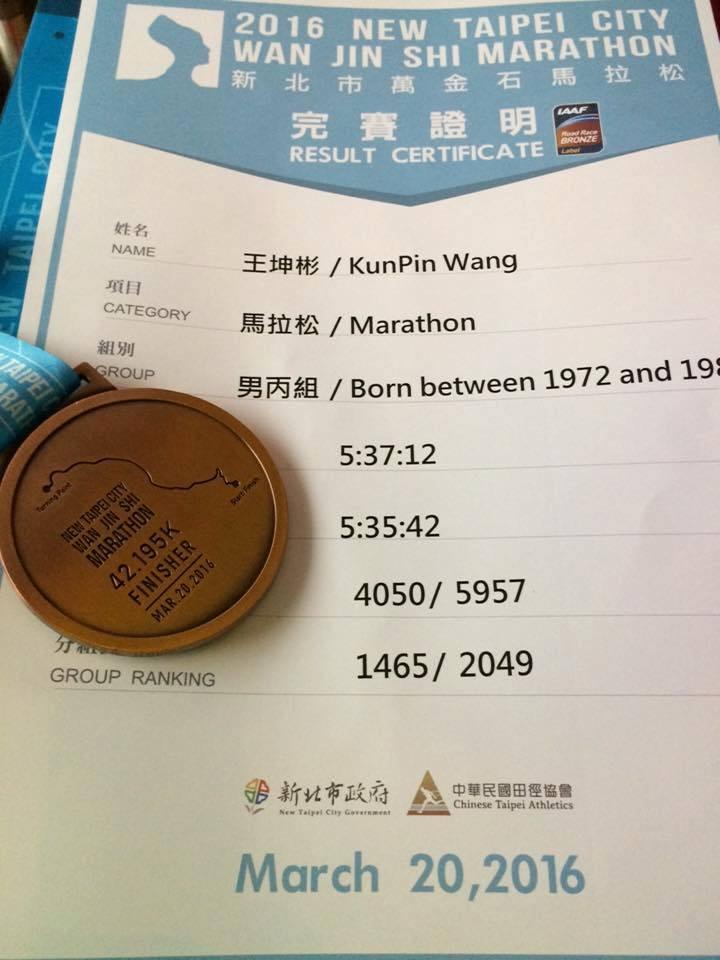 2016 NEW TAIPEI CITY
WAN JIN SHI MARATHON
新北市萬金石馬拉松
完賽證明
RESULT CERTIFICATE
IAAF
Road Race
BRONZE
Label
姓名
NAME
王坤彬 / KunPin Wang
項目
CATEGORY
馬拉松 / Marathon
組別
GROUP
男丙組 / Born between 1972 and 198
5:37:12
5:35:42
4050/ 5957
GROUP RANKING
1465/ 2049
新北市政府
New Taipei City Government
中華民國田徑協會
Chinese Taipei Athletics
March 20,2016
Turning Point
Start/ Finish
NEW TAIPEI CITY
WAN JIN SHI
MARATHON
42.195K
FINISHER
MAR.20.2016
NEW TAIPEI CITY